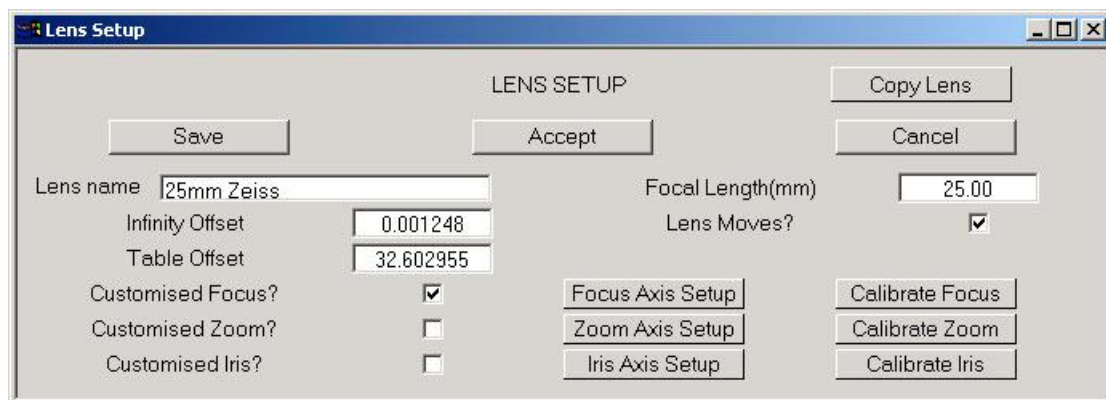 Lens Setup
LENS SETUP Copy Lens
Save Accept Cancel
Lens name 25mm Zeiss Focal Length(mm) 25.00
Infinity Offset 0.001248 Lens Moves?
Table Offset 32.602955
Customised Focus? Focus Axis Setup Calibrate Focus
Customised Zoom? Zoom Axis Setup Calibrate Zoom
Customised Iris? Iris Axis Setup Calibrate Iris